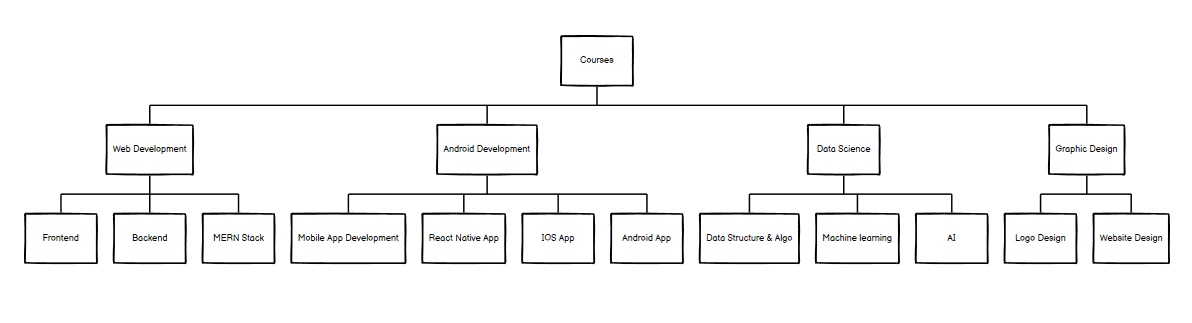 Courses
Web Development
Android Development
Data Science
Graphic Design
Frontend
Backend
MERN Stack
Mobile App Development
React Native App
IOS App
Android App
Data Structure & Algo
Machine learning
AI
Logo Design
Website Design